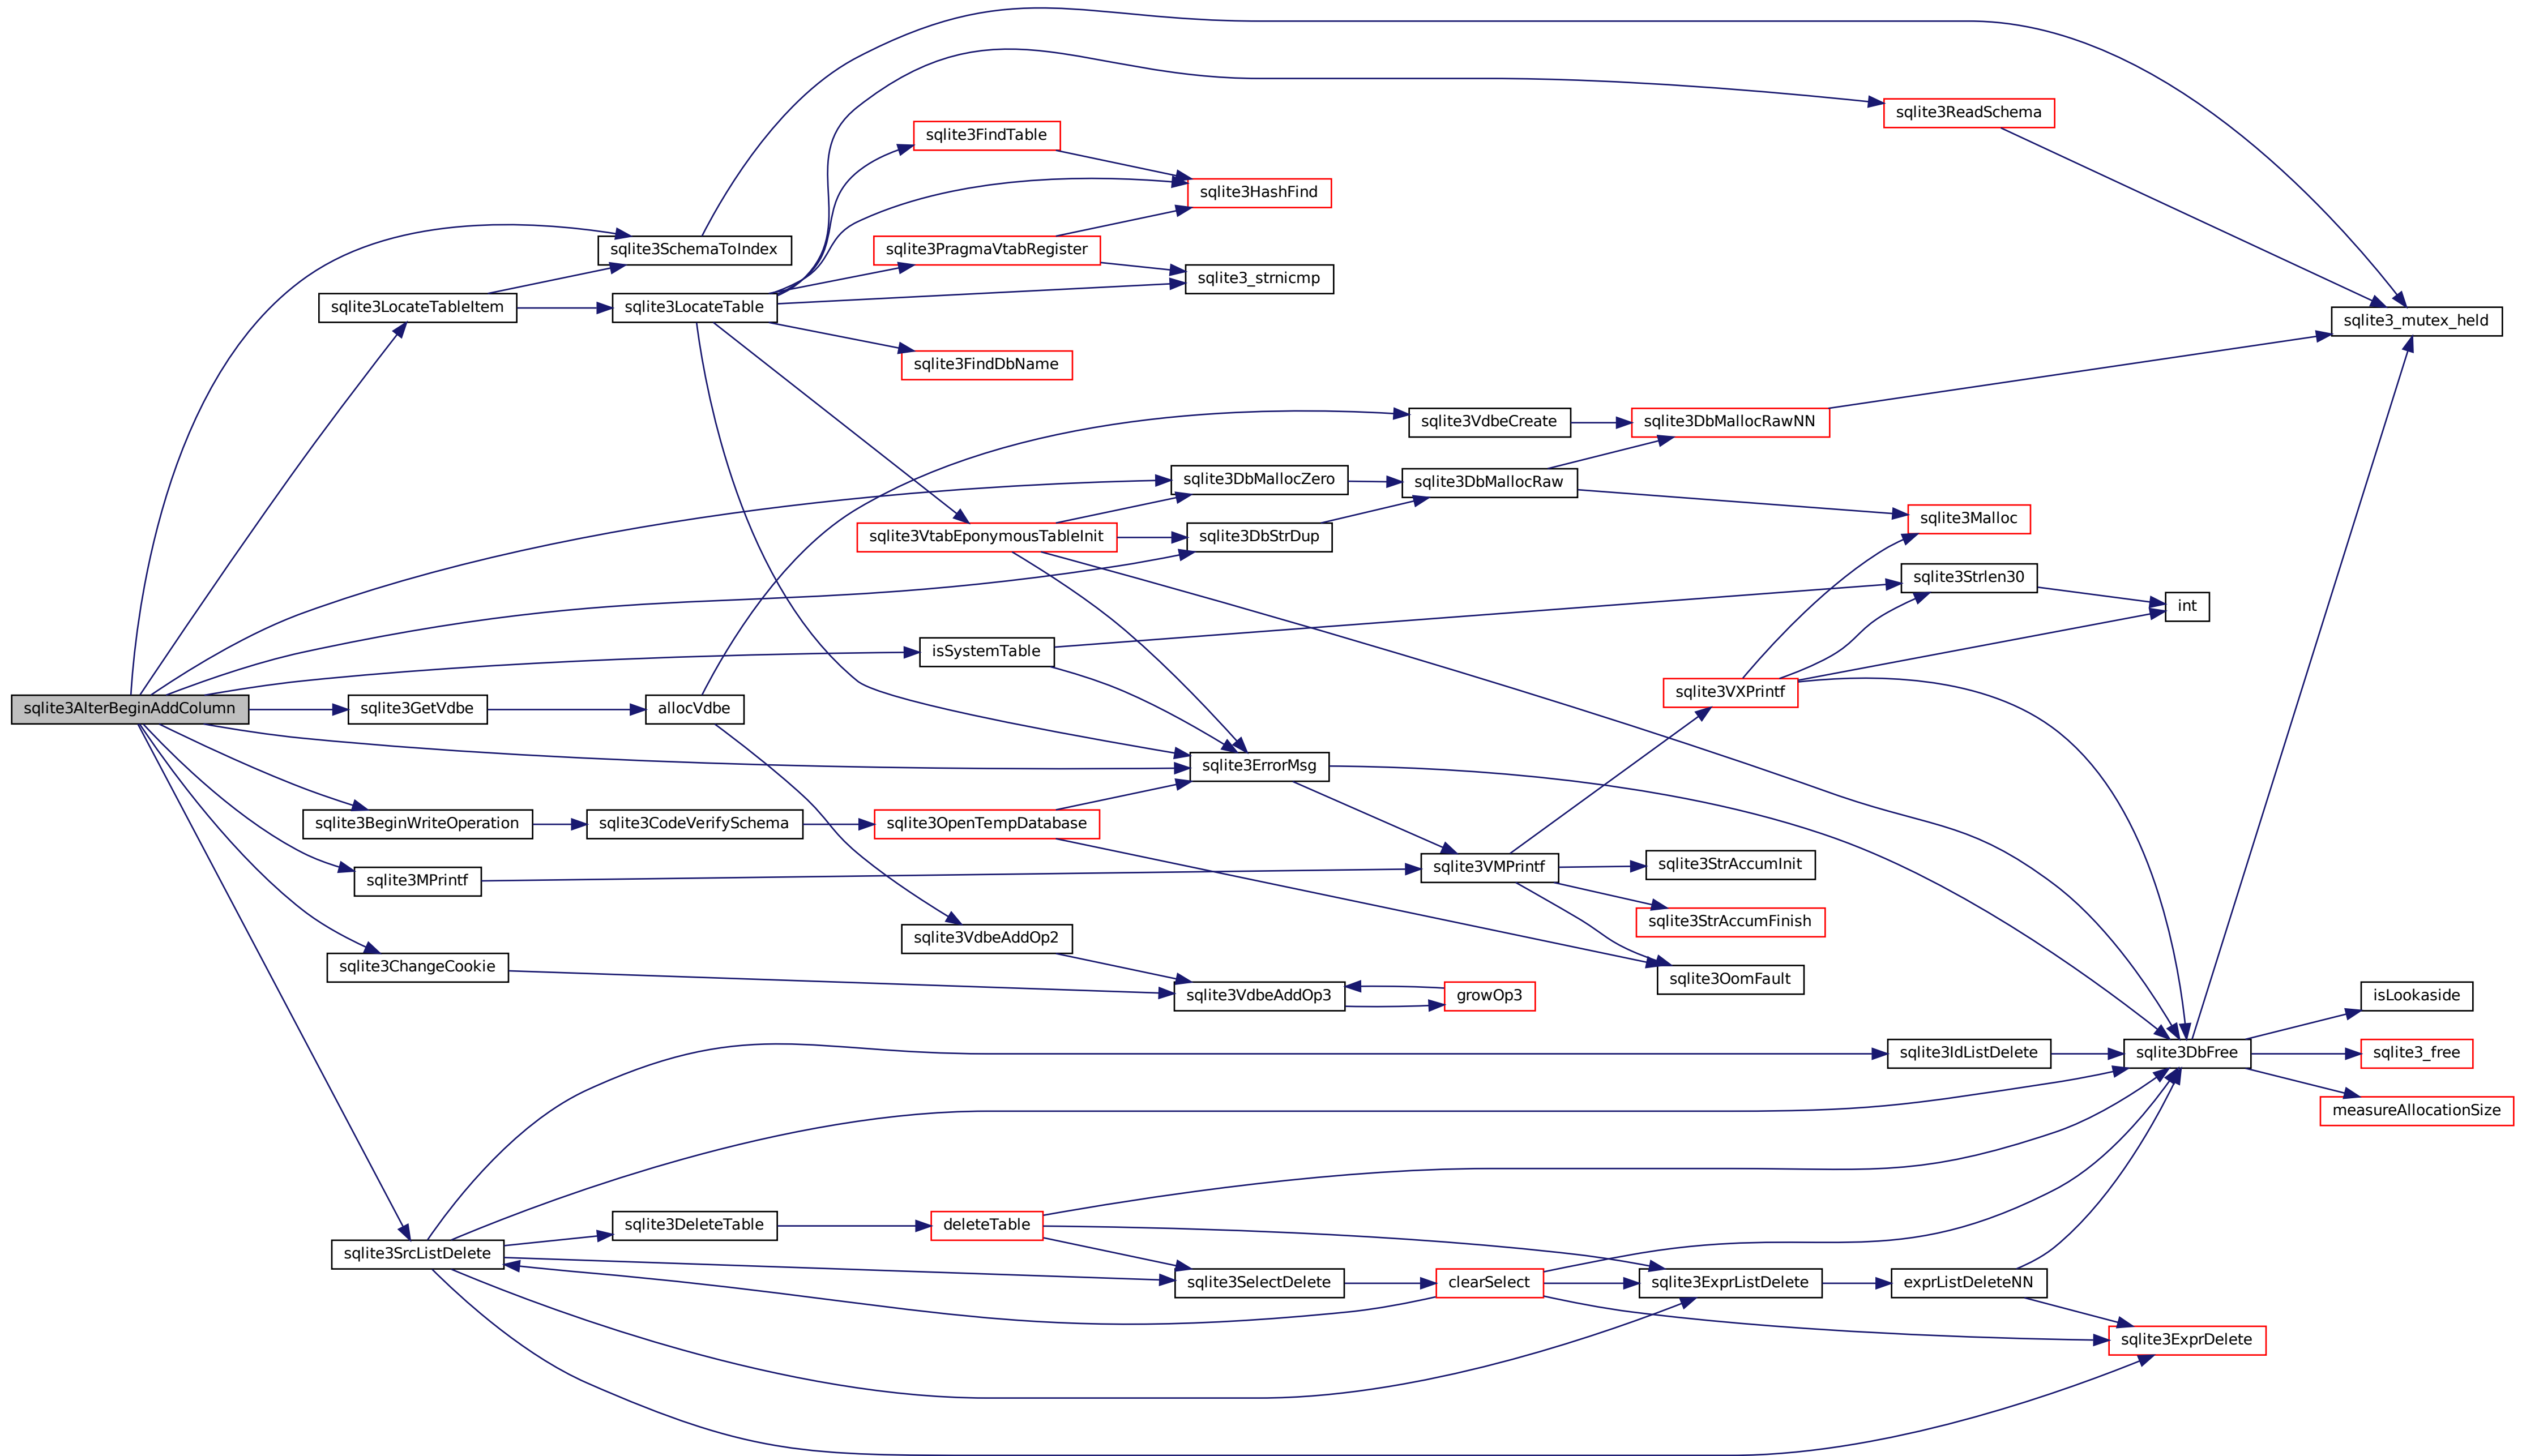 sqlite3AlterBeginAddColumn
sqlite3SchemaToIndex
sqlite3LocateTableItem
sqlite3GetVdbe
sqlite3BeginWriteOperation
sqlite3MPrintf
sqlite3ChangeCookie
sqlite3SrcListDelete
sqlite3LocateTable
allocVdbe
sqlite3CodeVerifySchema
sqlite3DeleteTable
sqlite3FindTable
sqlite3PragmaVtabRegister
sqlite3FindDbName
sqlite3VtabEponymousTableInit
isSystemTable
sqlite3OpenTempDatabase
sqlite3VdbeAddOp2
deleteTable
sqlite3HashFind
sqlite3_strnicmp
sqlite3DbMallocZero
sqlite3DbStrDup
sqlite3ErrorMsg
sqlite3VdbeAddOp3
sqlite3SelectDelete
sqlite3VdbeCreate
sqlite3DbMallocRaw
sqlite3VMPrintf
growOp3
clearSelect
sqlite3DbMallocRawNN
sqlite3VXPrintf
sqlite3StrAccumInit
sqlite3StrAccumFinish
sqlite3OomFault
sqlite3ExprListDelete
sqlite3ReadSchema
sqlite3Malloc
sqlite3Strlen30
sqlite3IdListDelete
exprListDeleteNN
int
sqlite3DbFree
sqlite3ExprDelete
sqlite3_mutex_held
isLookaside
sqlite3_free
measureAllocationSize